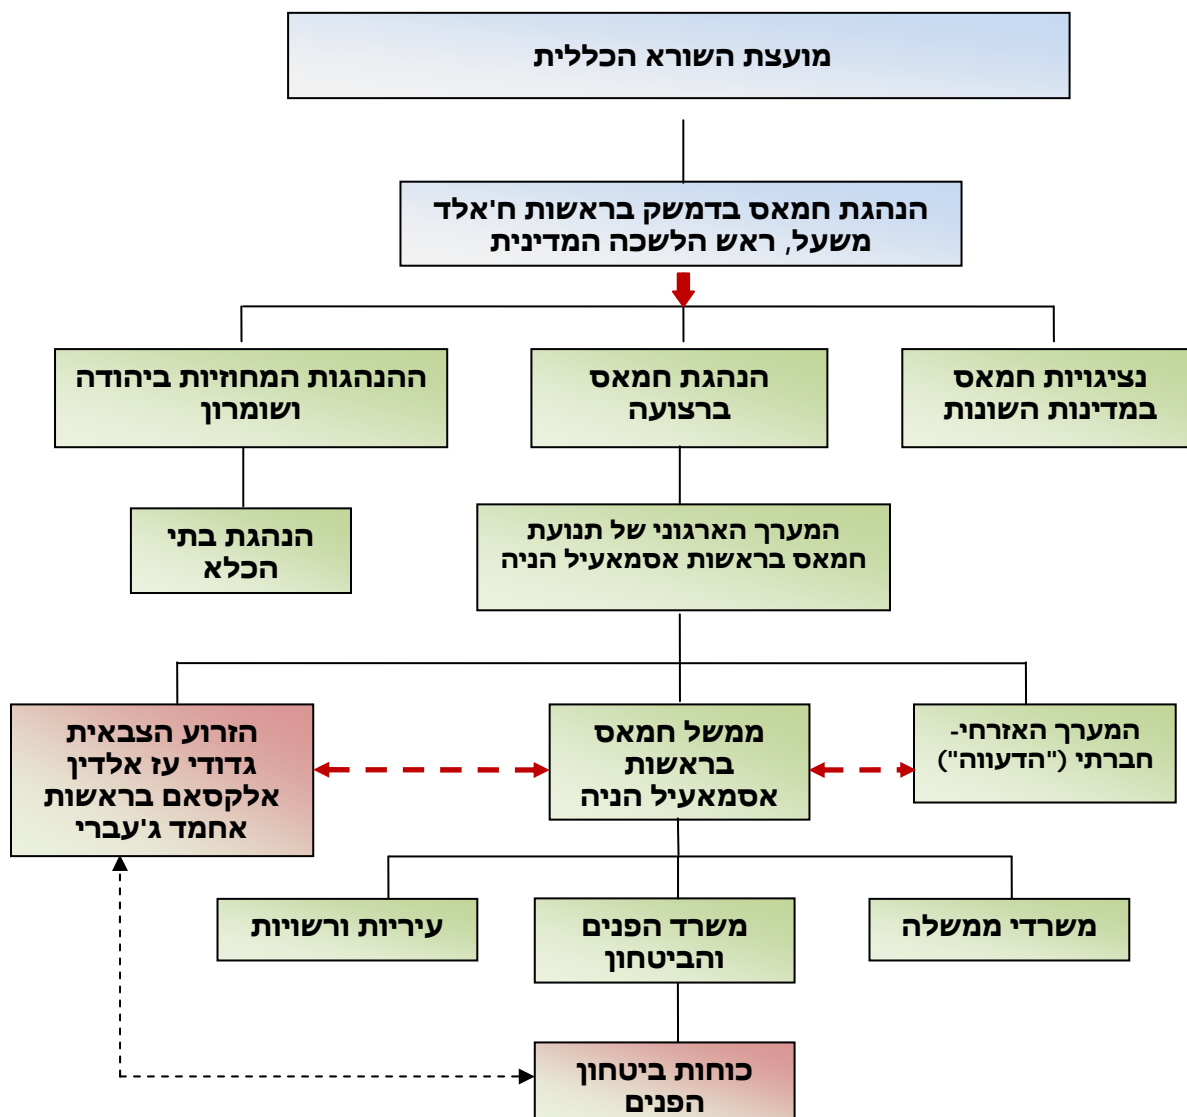 מועצת השורא הכללית
הנהגת חמאס בדמשק בראשות ח'אלד
משעל, ראש הלשכה המדינית
נציגויות חמאס
במדינות השונות
הנהגת חמאס
ברצועה
ההנהגות המחוזיות ביהודה
ושומרון
המערך הארגוני של תנועת
חמאס בראשות אסמאעיל הניה
הנהגת בתי
הכלא
המערך האזרחי-
חברתי ("הדעווה")
ממשל חמאס
בראשות
אסמאעיל הניה
הזרוע הצבאית
גדודי עז אלדין
אלקסאם בראשות
אחמד ג'עברי
משרדי ממשלה
משרד הפנים
והביטחון
עיריות ורשויות
כוחות ביטחון
הפנים